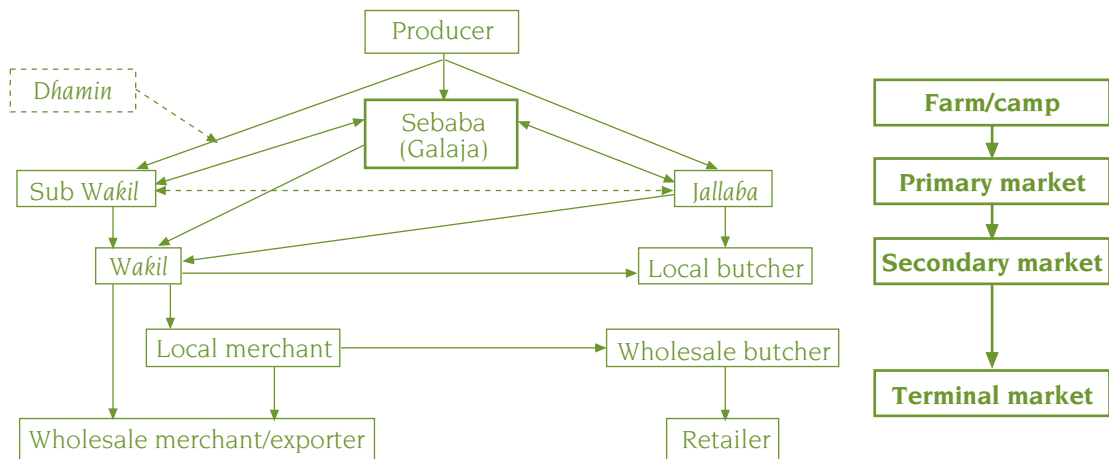 Producer
Dhamin
Sebaba
(Galaja)
Farm/camp
Sub Wakil
Jallaba
Primary market
Wakil
Local butcher
Secondary market
Local merchant
Wholesale butcher
Terminal market
Wholesale merchant/exporter
Retailer